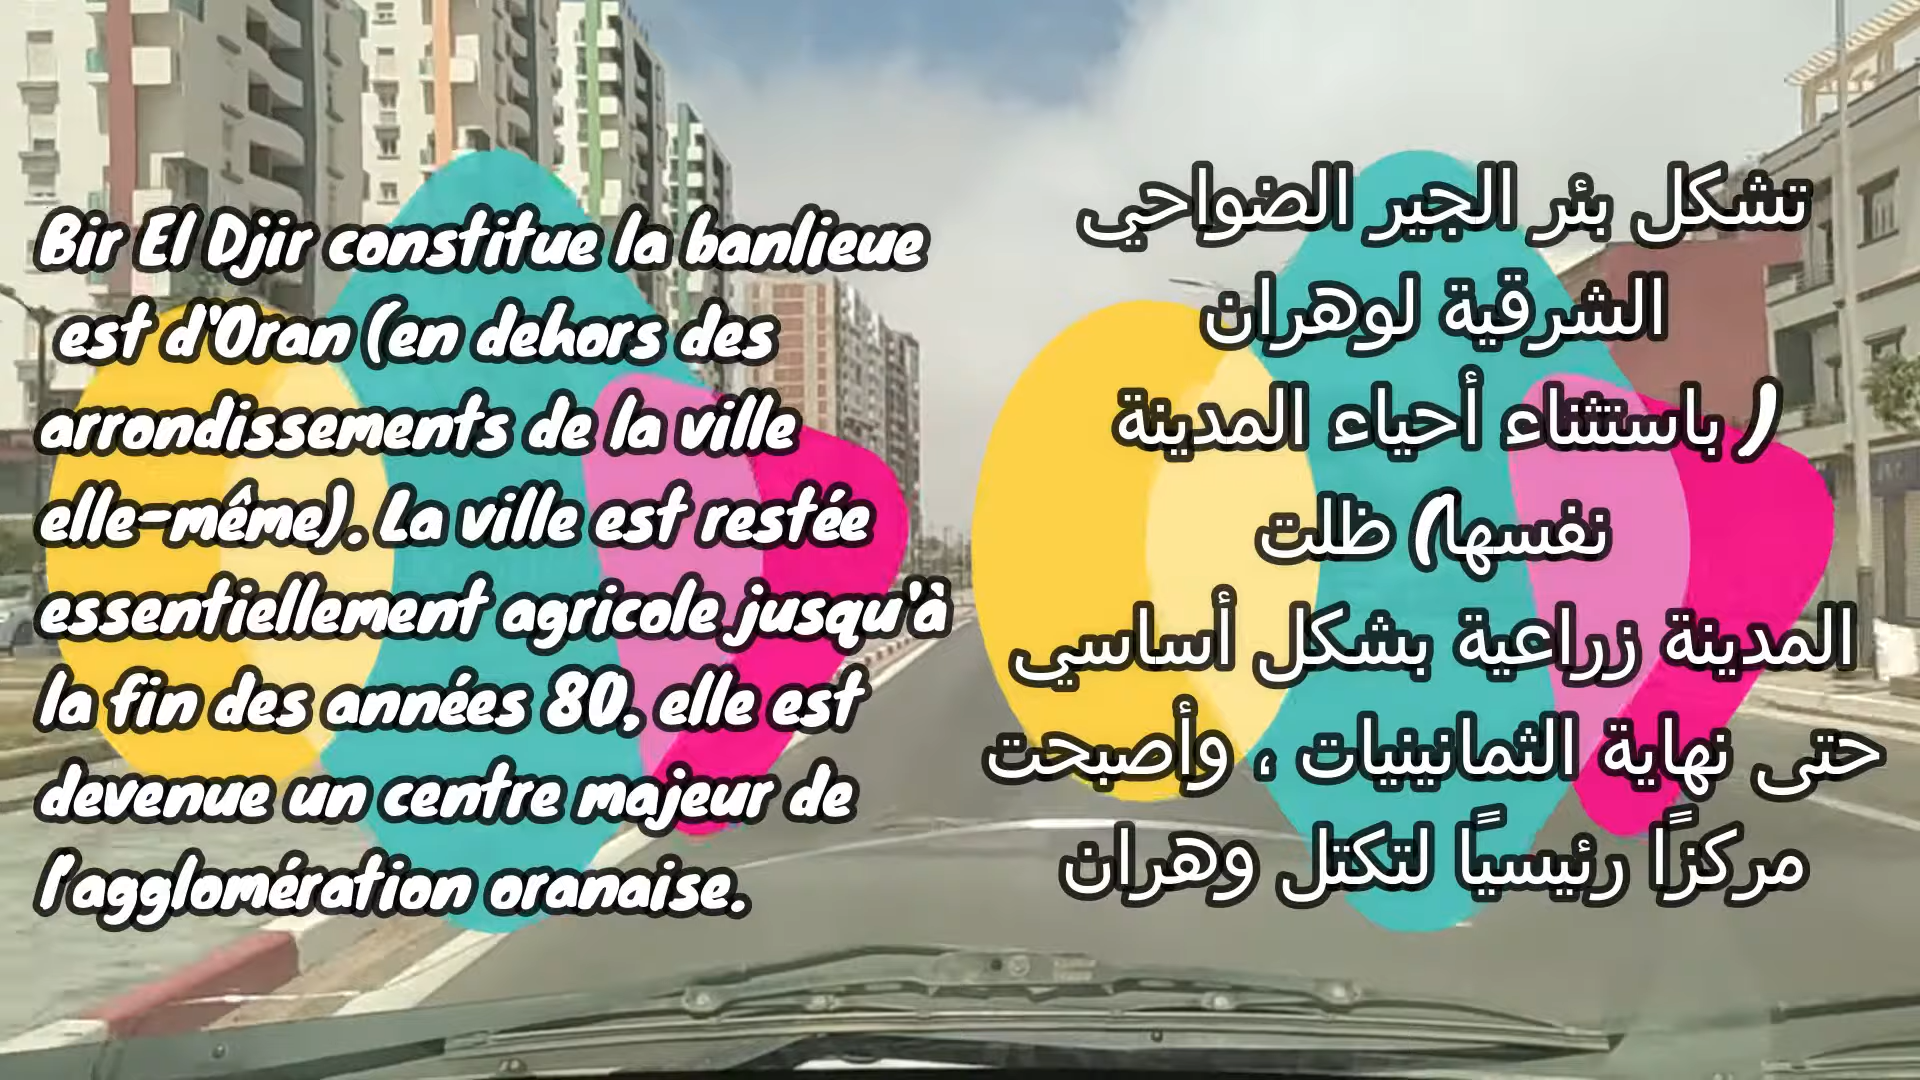 Bir El Djir constitue la banlieue
est d'Oran (en dehors des
arrondissements de la ville
elle-même). La ville est restée
essentiellement agricole jusqu'à
la fin des années 80, elle est
devenue un centre majeur de
l'agglomération oranaise.
تشكل بئر الجير الضواحي
الشرقية لوهران
) باستثناء أحياء المدينة
نفسها( ظلت
المدينة زراعية بشكل أساسي
حتى نهاية الثمانينيات ، وأصبحت
مركزًا رئيسيًا لتكتل وهران